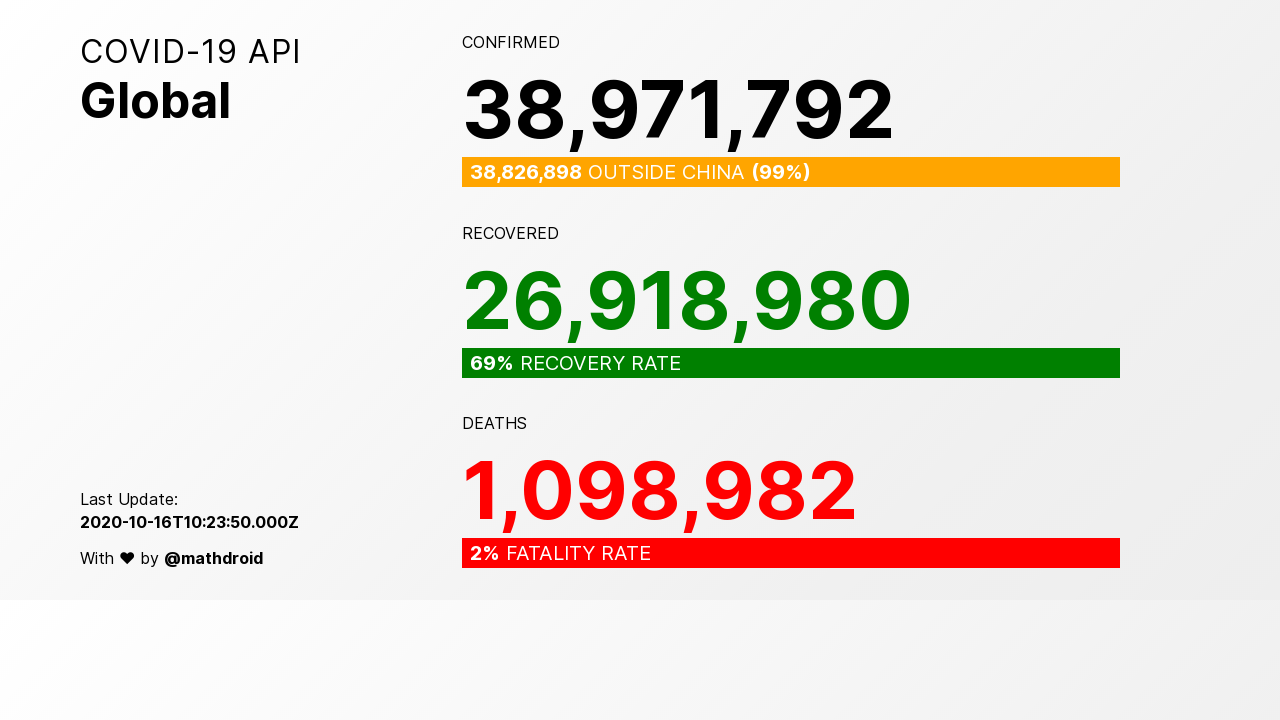 COVID-19 API
Global
CONFIRMED
38,971,792
38,826,898 OUTSIDE CHINA (99%)
RECOVERED
26,918,980
69% RECOVERY RATE
DEATHS
1,098,982
2% FATALITY RATE
Last Update:
2020-10-16T10:23:50.000Z
With ♥ by @mathdroid